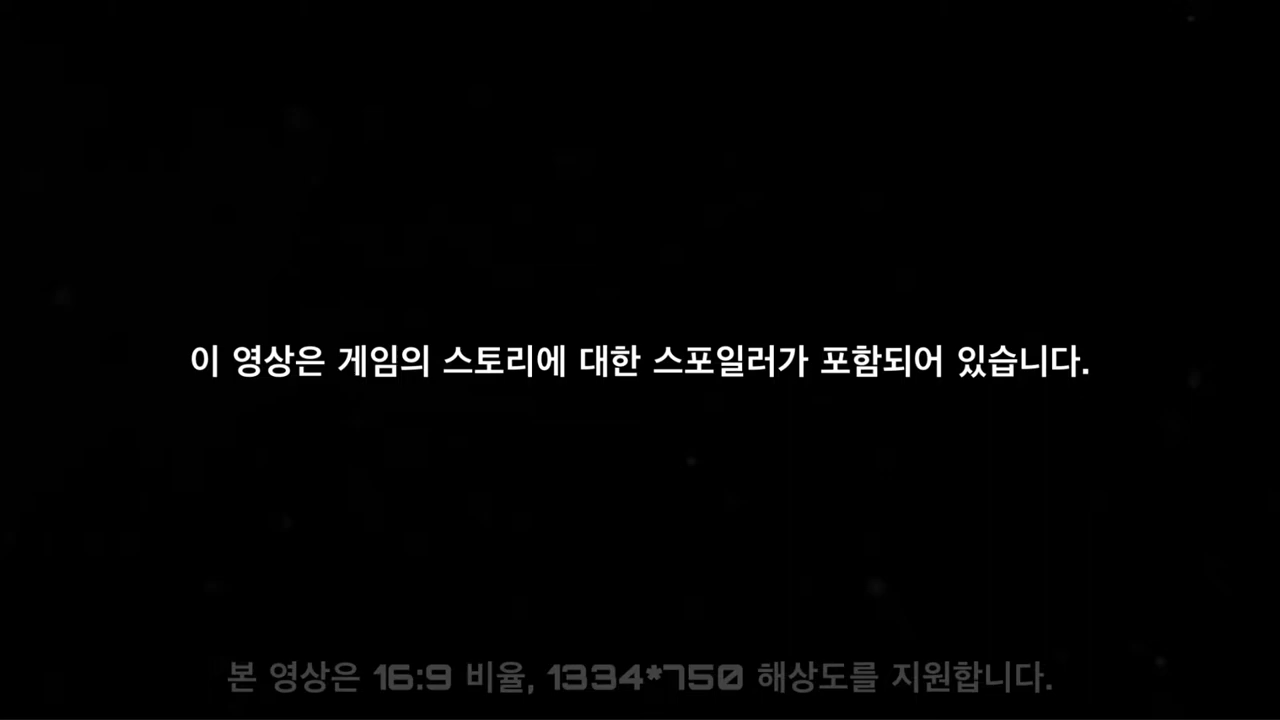 이 영상은 게임의 스토리에 대한 스포일러가 포함되어 있습니다.
본 영상은 16:9 비율, 1334*750 해상도를 지원합니다.